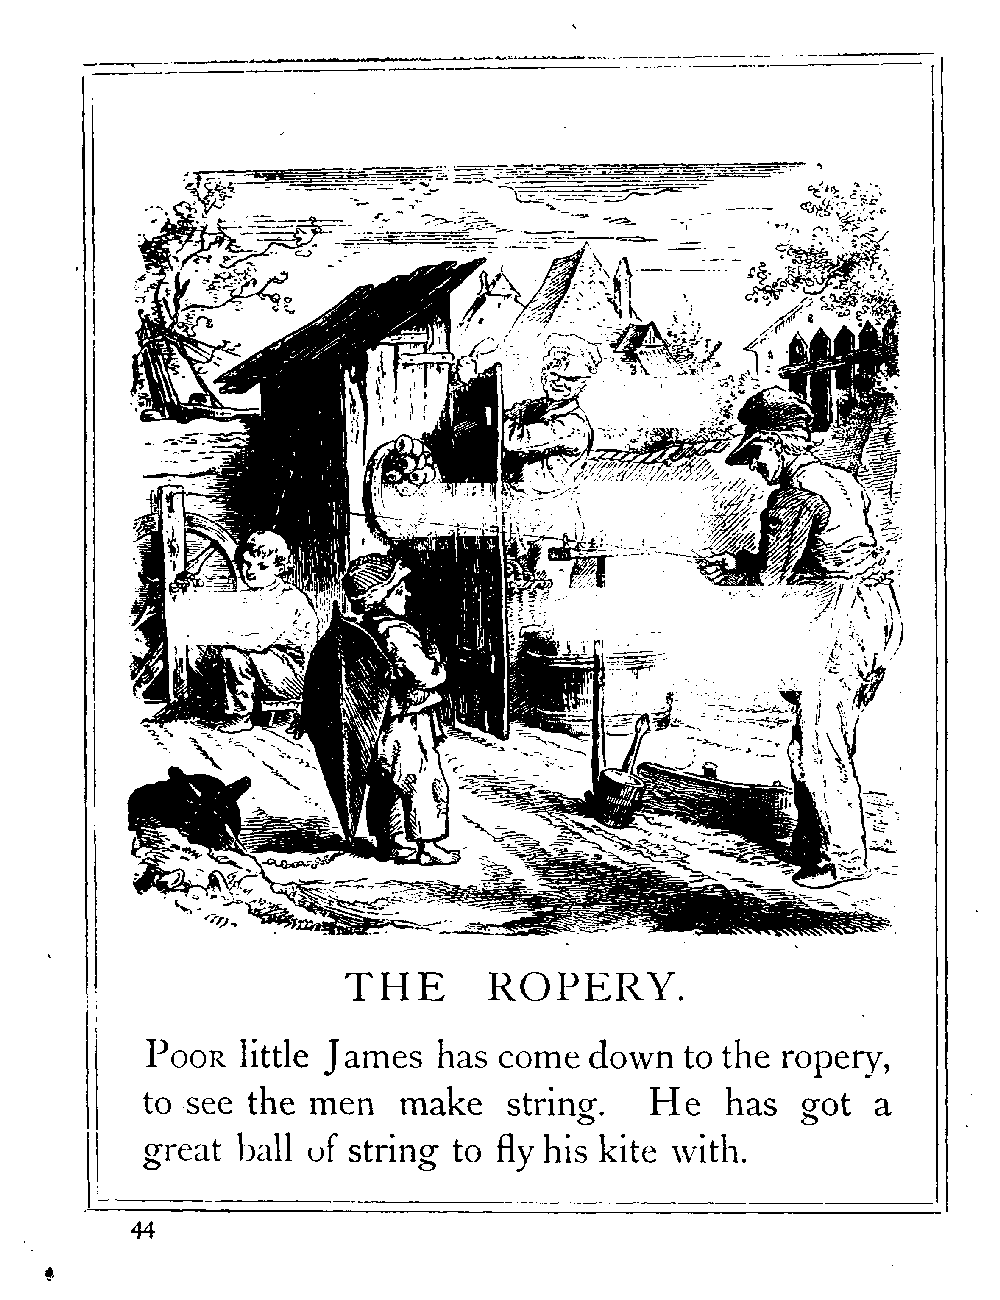 THE ROPERY.
POOR little James has come down to the ropery,
to see the men make string. He has got a
great ball of string to fly his kite with.
44